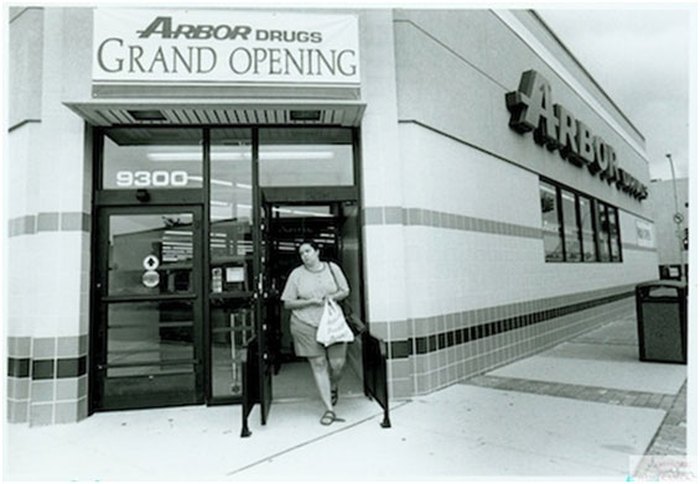 ARBOR DRUGS
GRAND OPENING
9300
ARBOR DRUGS